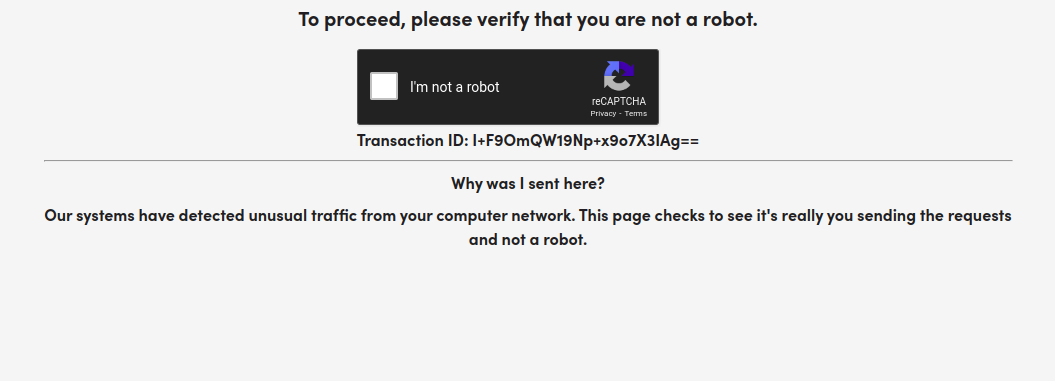 To proceed, please verify that you are not a robot.
I'm not a robot
reCAPTCHA
Privacy - Terms
Transaction ID: I+F9OmQW19Np+x9o7X3IAg==
Why was I sent here?
Our systems have detected unusual traffic from your computer network. This page checks to see it's really you sending the requests
and not a robot.